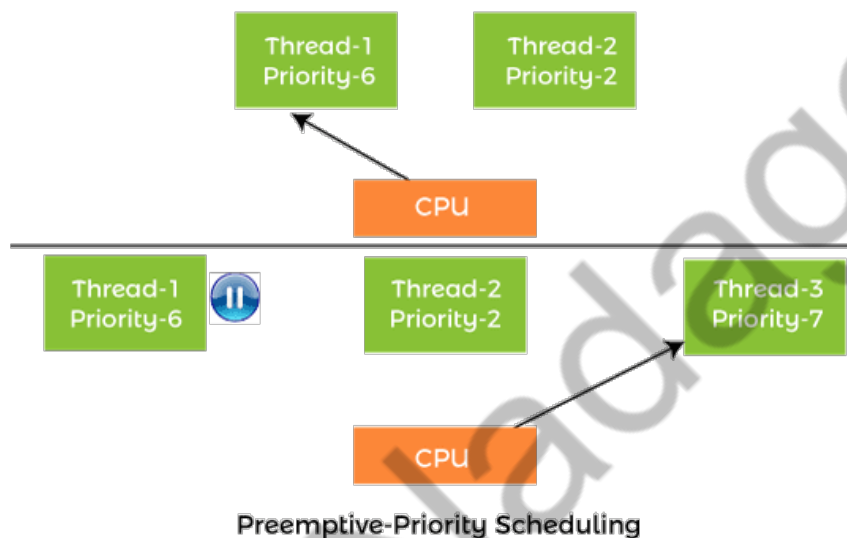 Thread-1
Priority-6
Thread-2
Priority-2
CPU
Thread-1
Priority-6
Thread-2
Priority-2
Thread-3
Priority-7
CPU
Preemptive-Priority Scheduling